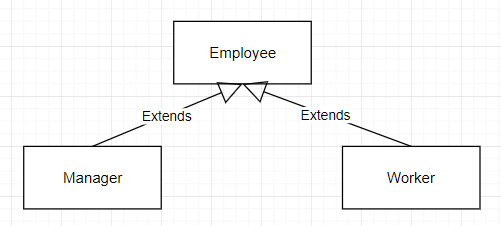 Employee
Extends
Extends
Manager
Worker